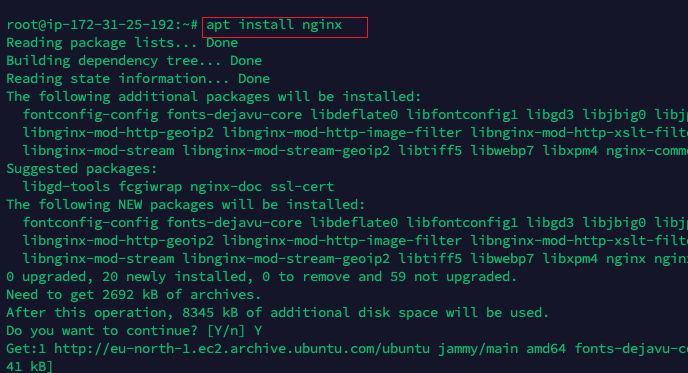 root@ip-172-31-25-192:~# apt install nginx
Reading package lists... Done
Building dependency tree... Done
Reading state information... Done
The following additional packages will be installed:
fontconfig-config fonts-dejavu-core libdeflate0 libfontconfig1 libgd3 libjbig0 libj
libnginx-mod-http-geoip2 libnginx-mod-http-image-filter libnginx-mod-http-xslt-filt
libnginx-mod-stream libnginx-mod-stream-geoip2 libtiff5 libwebp7 libxpm4 nginx-comm
Suggested packages:
libgd-tools fcgiwrap nginx-doc ssl-cert
The following NEW packages will be installed:
fontconfig-config fonts-dejavu-core libdeflate0 libfontconfig1 libgd3 libjbig0 libj
libnginx-mod-http-geoip2 libnginx-mod-http-image-filter libnginx-mod-http-xslt-filt
libnginx-mod-stream libnginx-mod-stream-geoip2 libtiff5 libwebp7 libxpm4 nginx ngin
0 upgraded, 20 newly installed, 0 to remove and 59 not upgraded.
Need to get 2692 kB of archives.
After this operation, 8345 kB of additional disk space will be used.
Do you want to continue? [Y/n] Y
Get:1 http://eu-north-1.ec2.archive.ubuntu.com/ubuntu jammy/main amd64 fonts-dejavu-c
41 kB]